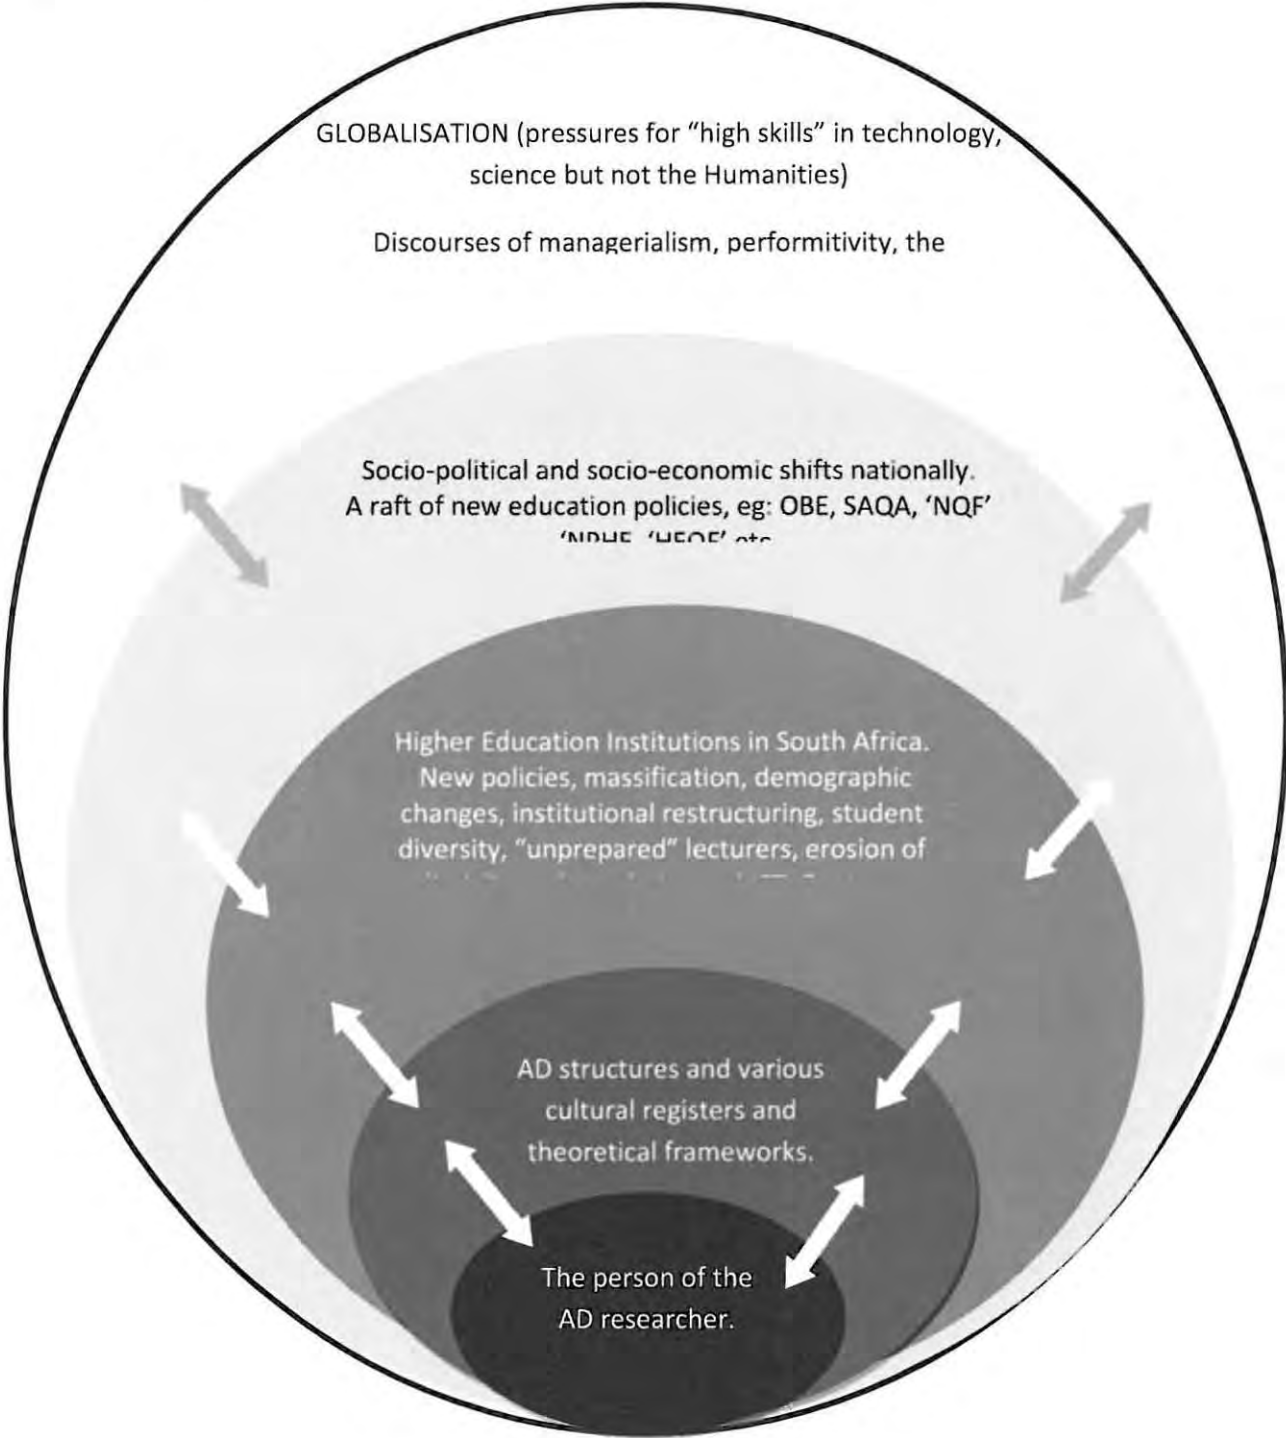 GLOBALISATION (pressures for “high skills” in technology,
science but not the Humanities)
Discourses of managerialism, performitivity, the
Socio-political and socio-economic shifts nationally.
A raft of new education policies, eg: OBE, SAQA, ‘NQF’
Higher Education Institutions in South Africa.
New policies, massification, demographic
changes, institutional restructuring, student
diversity, “unprepared” lecturers, erosion of
AD structures and various
cultural registers and
theoretical frameworks.
The person of the
AD researcher.